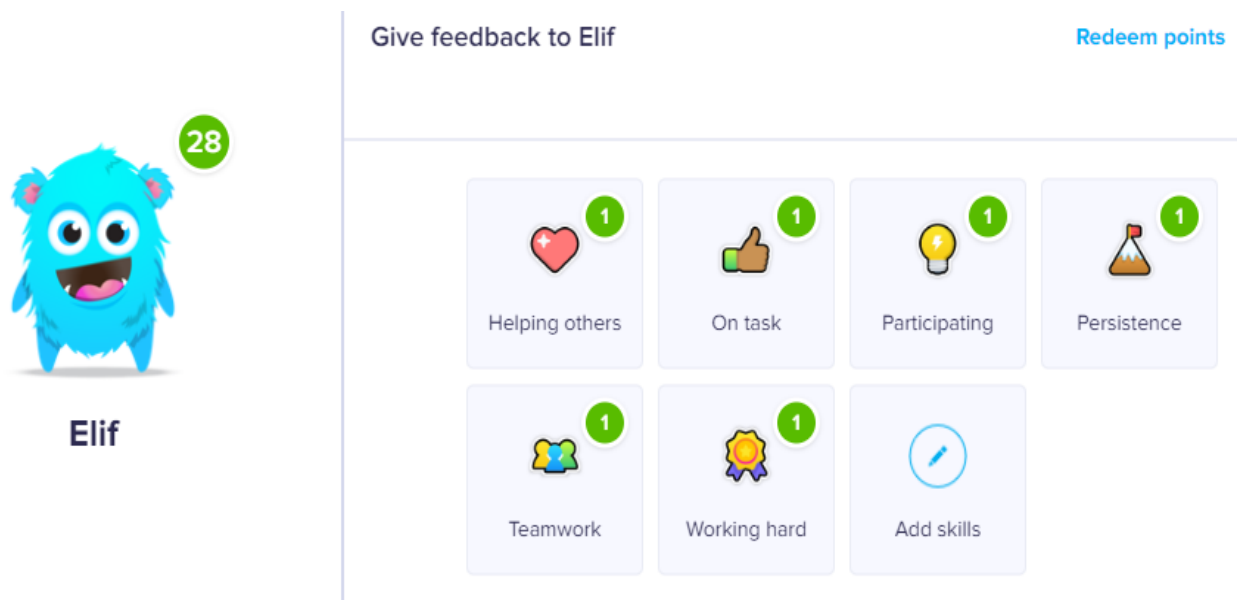 Give feedback to Elif
Redeem points
28
Elif
1
1
1
1
Helping others
On task
Participating
Persistence
1
1
Teamwork
Working hard
Add skills